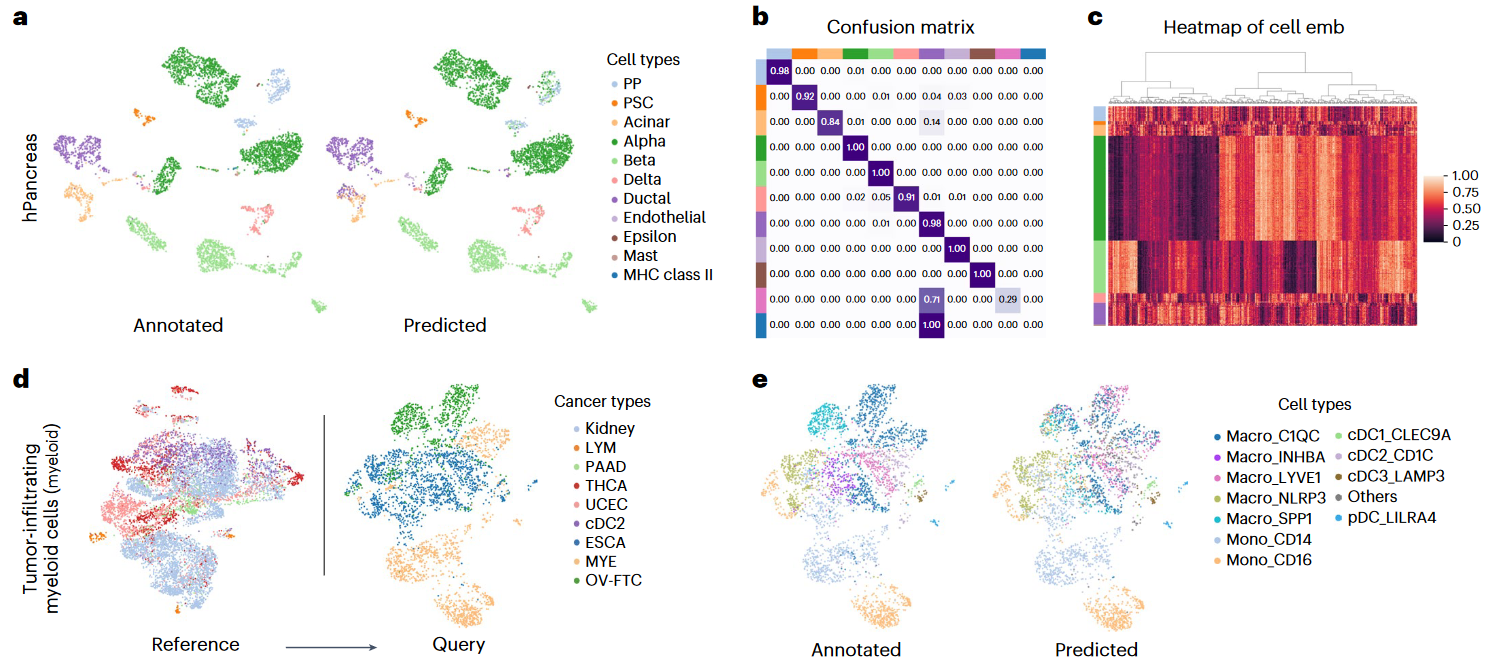 a
hPancreas
Annotated
Predicted
Cell types
PP
PSC
Acinar
Alpha
Beta
Delta
Ductal
Endothelial
Epsilon
Mast
MHC class II
b
Confusion matrix
0.98 0.00 0.00 0.01 0.00 0.00 0.00 0.00 0.00 0.00 0.00
0.00 0.92 0.00 0.00 0.01 0.00 0.04 0.03 0.00 0.00 0.00
0.00 0.00 0.84 0.01 0.00 0.00 0.14 0.00 0.00 0.00 0.00
0.00 0.00 0.00 1.00 0.00 0.00 0.00 0.00 0.00 0.00 0.00
0.00 0.00 0.00 0.00 1.00 0.00 0.00 0.00 0.00 0.00 0.00
0.00 0.00 0.00 0.02 0.05 0.91 0.01 0.01 0.00 0.00 0.00
0.00 0.00 0.00 0.00 0.01 0.00 0.98 0.00 0.00 0.00 0.00
0.00 0.00 0.00 0.00 0.00 0.00 0.00 1.00 0.00 0.00 0.00
0.00 0.00 0.00 0.00 0.00 0.00 0.00 0.00 1.00 0.00 0.00
0.00 0.00 0.00 0.00 0.00 0.00 0.71 0.00 0.00 0.29 0.00
0.00 0.00 0.00 0.00 0.00 0.00 1.00 0.00 0.00 0.00 0.00
c
Heatmap of cell emb
1.00
0.75
0.50
0.25
0
d
Tumor-infiltrating
myeloid cells (myeloid)
Reference
Query
Cancer types
Kidney
LYM
PAAD
THCA
UCEC
cDC2
ESCA
MYE
OV-FTC
e
Annotated
Predicted
Cell types
Macro_C1QC
Macro_INHBA
Macro_LYVE1
Macro_NLRP3
Macro_SPP1
Mono_CD14
Mono_CD16
cDC1_CLEC9A
cDC2_CD1C
cDC3_LAMP3
Others
pDC_LILRA4